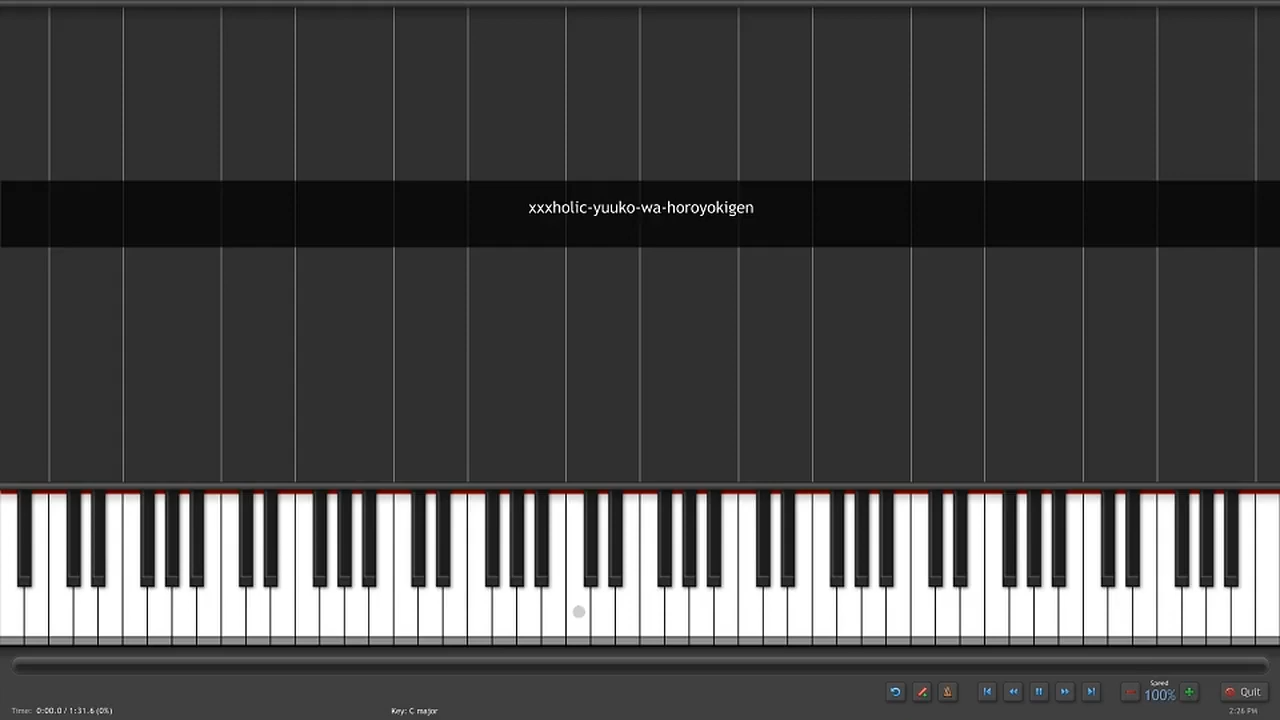 xxxholic-yuuko-wa-horoyokigen
Speed
100%
Quit
Time: 0:00.0 / 1:31.6 (0%)
Key: C major
2:26 PM